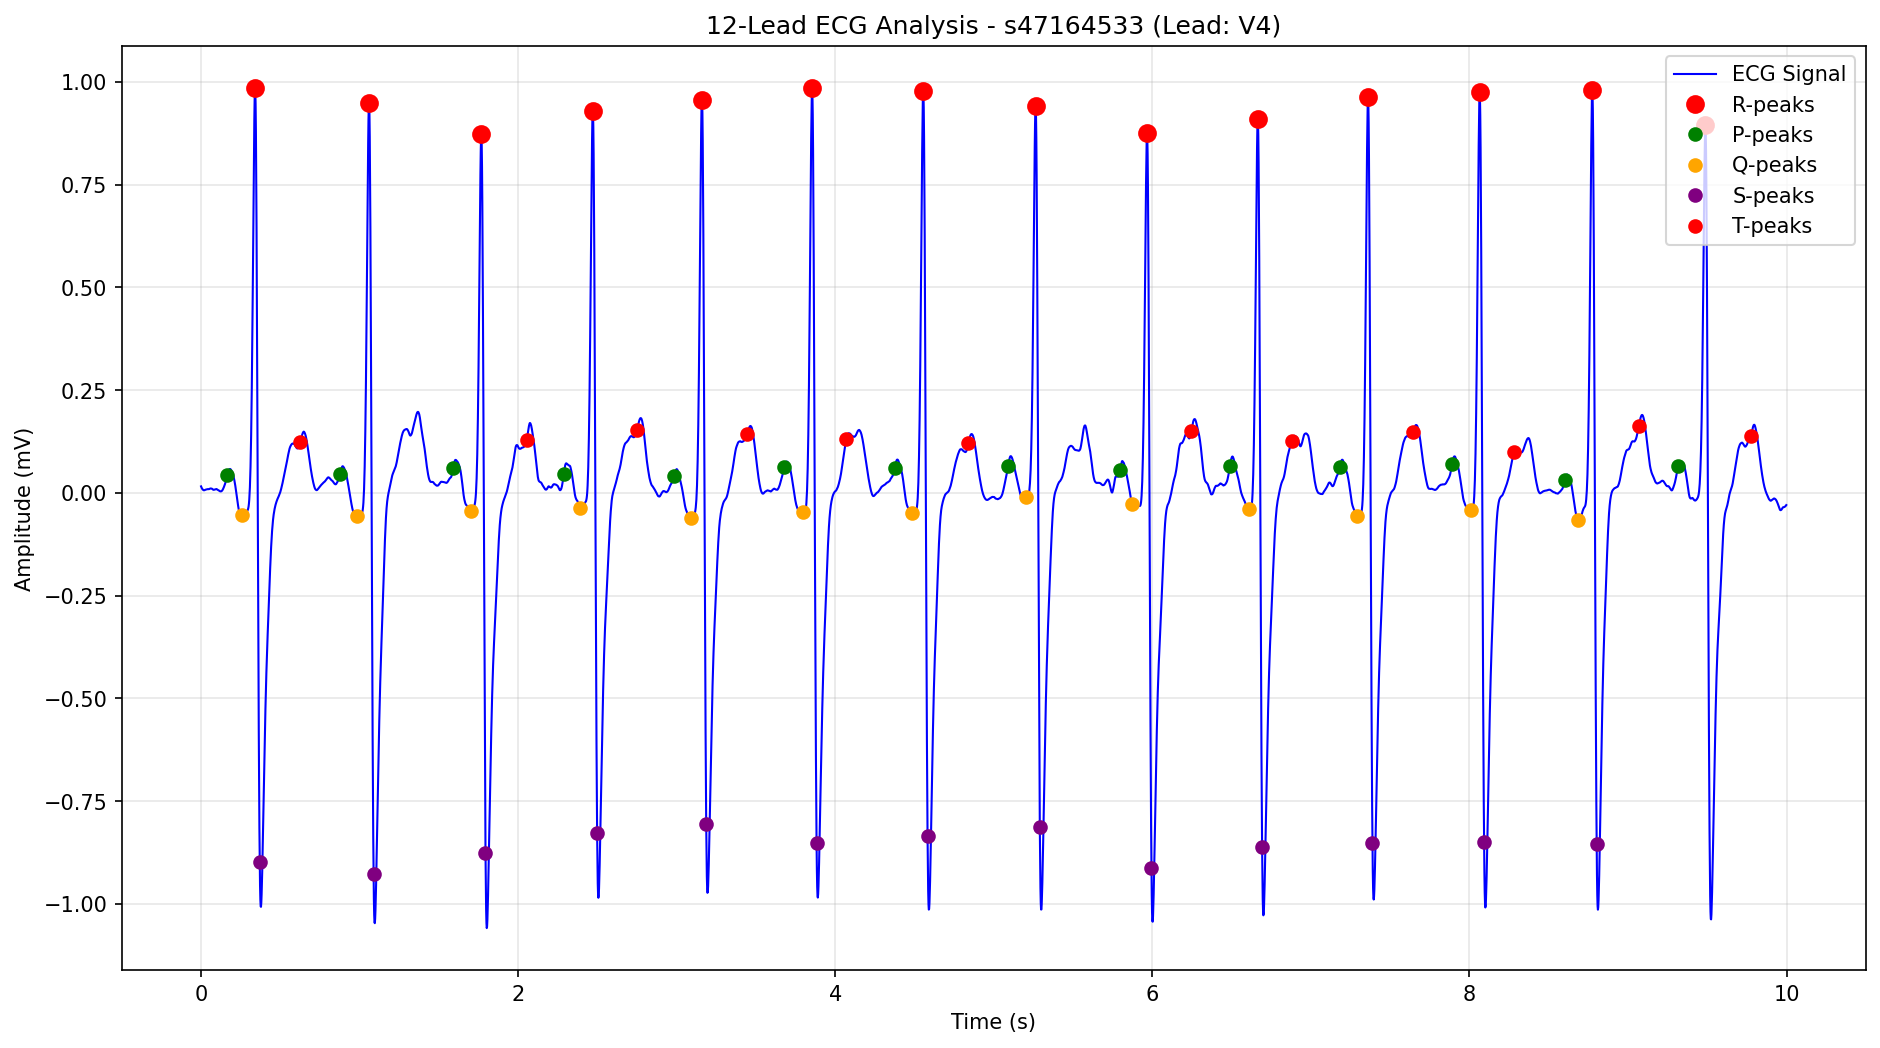 12-Lead ECG Analysis - s47164533 (Lead: V4)
ECG Signal
R-peaks
P-peaks
Q-peaks
S-peaks
T-peaks
Amplitude (mV)
1.00
0.75
0.50
0.25
0.00
−0.25
−0.50
−0.75
−1.00
0 2 4 6 8 10
Time (s)